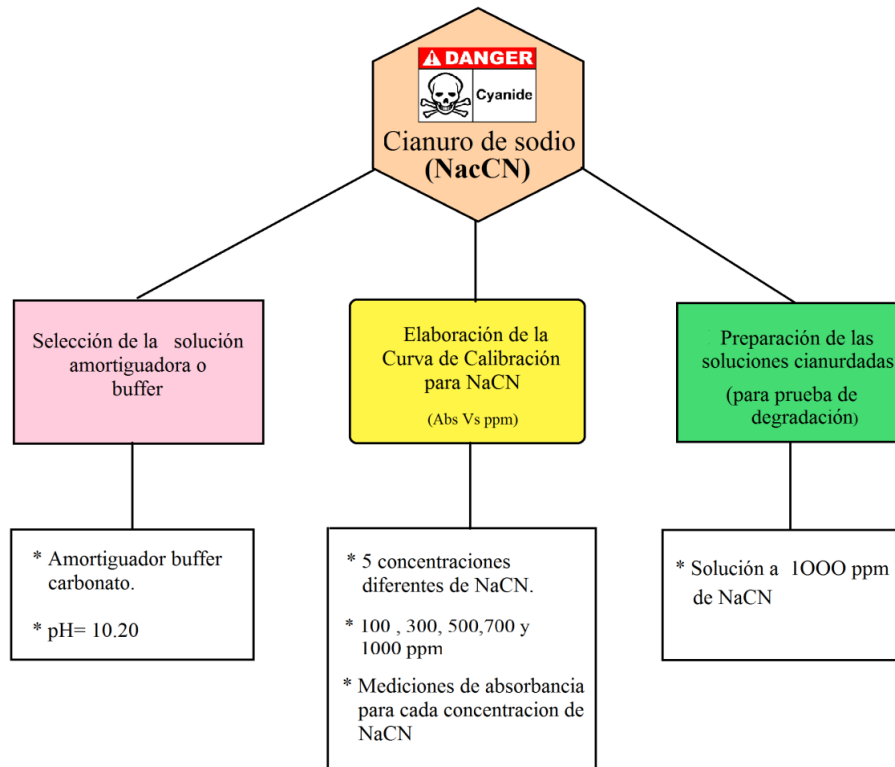 DANGER
Cyanide
Cianuro de sodio
(NacCN)
Selección de la solución
amortiguadora o
buffer
Elaboración de la
Curva de Calibración
para NaCN
(Abs Vs ppm)
Preparación de las
soluciones cianurdadas
(para prueba de
degradación)
* Amortiguador buffer
carbonato.
* pH= 10.20
* 5 concentraciones
diferentes de NaCN.
* 100 , 300, 500,700 y
1000 ppm
* Mediciones de absorbancia
para cada concentracion de
NaCN
* Solución a 1OOO ppm
de NaCN